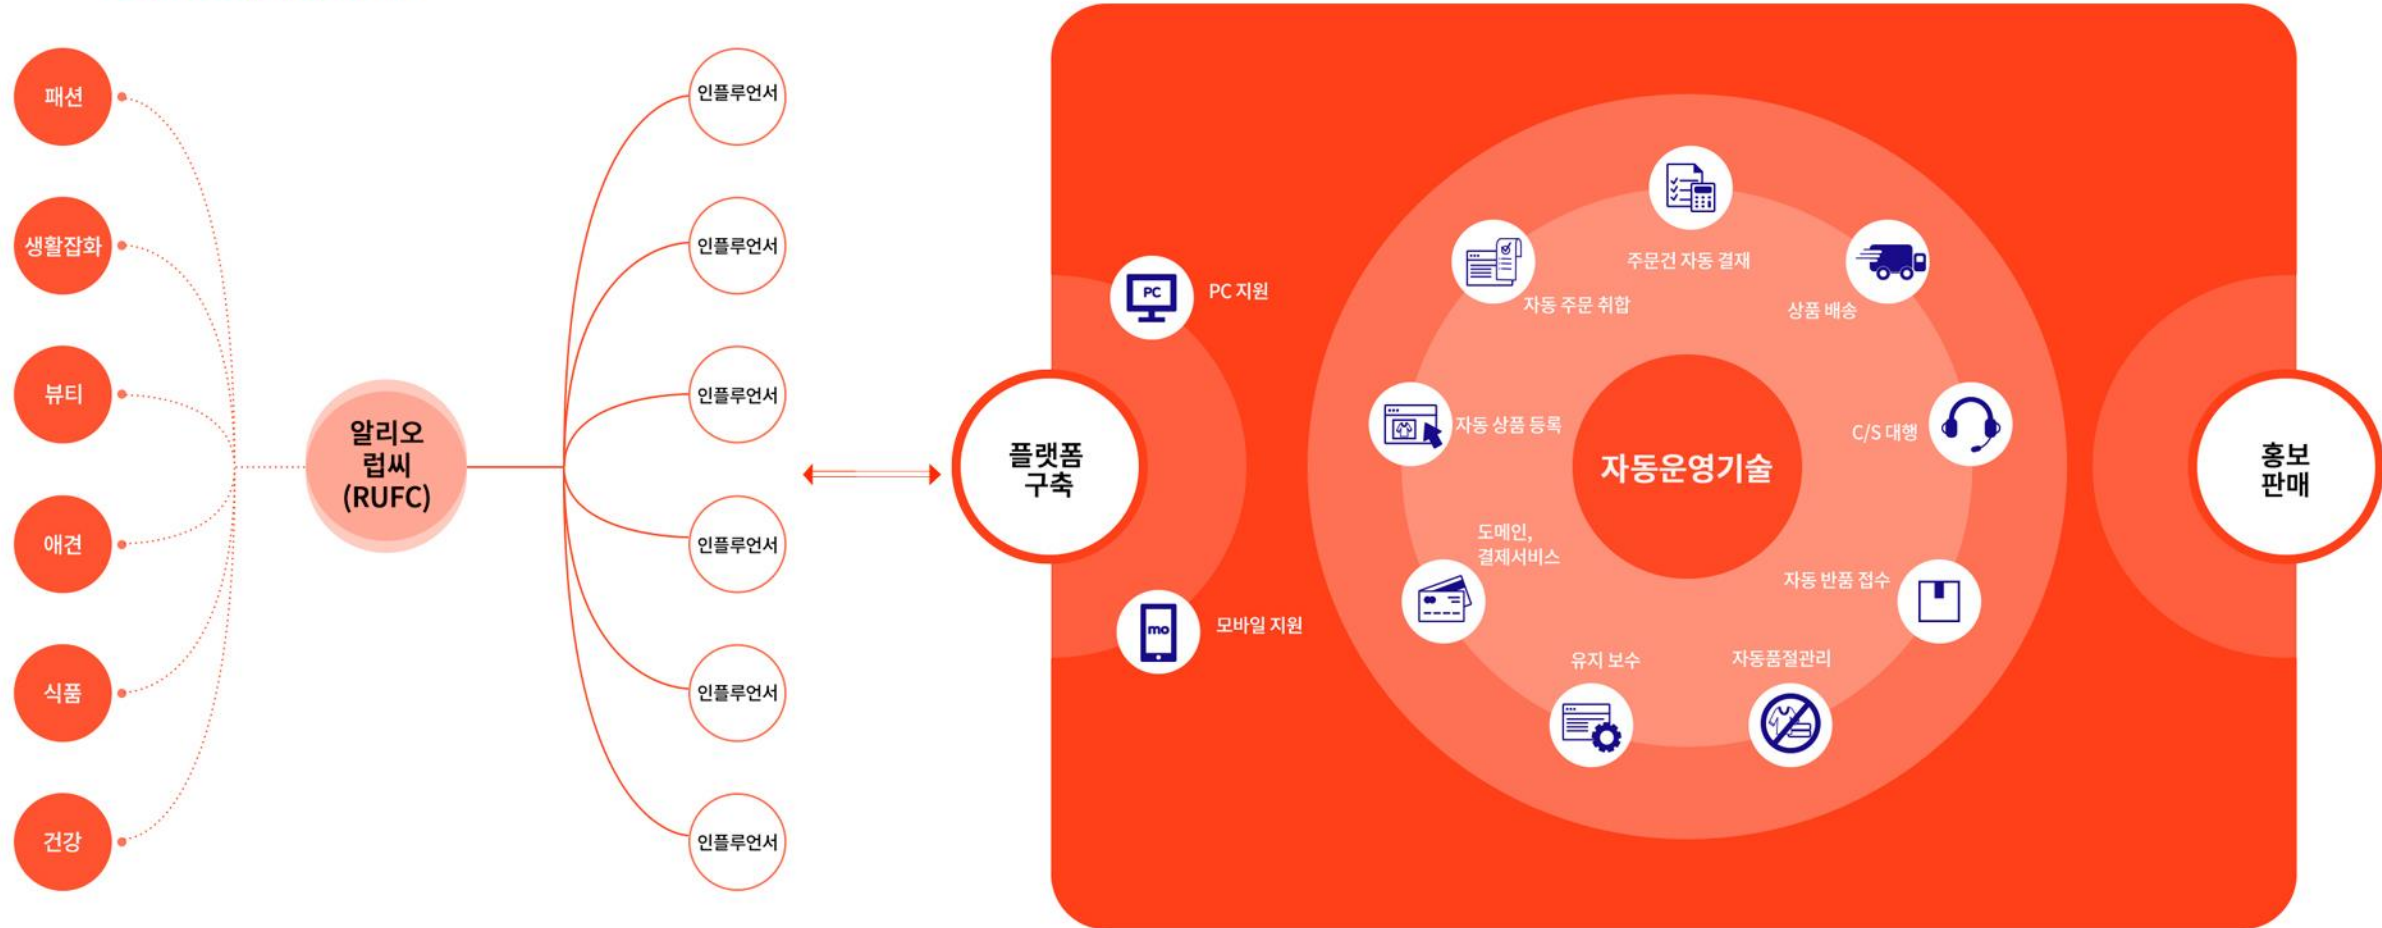 패션
생활잡화
뷰티
애견
식품
건강
알리오
럽씨
(RUFC)
인플루언서
인플루언서
인플루언서
인플루언서
인플루언서
인플루언서
플랫폼
구축
PC
PC 지원
mo
모바일 지원
주문건 자동 결재
자동 주문 취합
상품 배송
자동 상품 등록
C/S 대행
자동운영기술
도메인,
결제서비스
자동 반품 접수
유지 보수
자동품절관리
홍보
판매